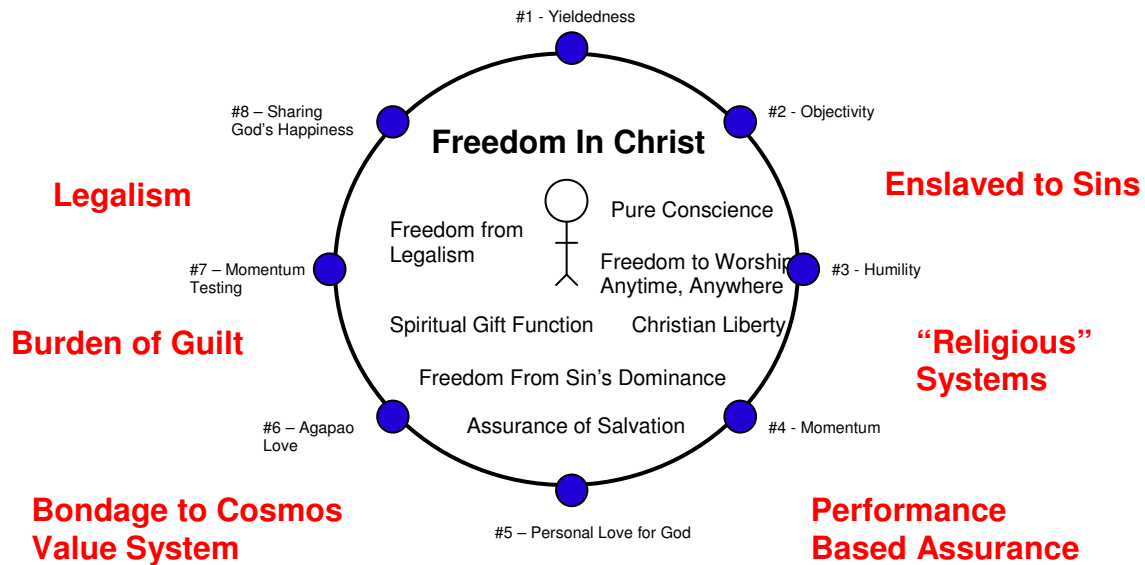 #1 - Yieldedness
#8 – Sharing
God's Happiness
#2 - Objectivity
Freedom In Christ
Legalism
Enslaved to Sins
Freedom from
Legalism
Pure Conscience
#7 – Momentum
Testing
Freedom to Worship
Anytime, Anywhere
#3 - Humility
Burden of Guilt
Spiritual Gift Function
Christian Liberty
“Religious”
Systems
Freedom From Sin's Dominance
#6 – Agapao
Love
Assurance of Salvation
#4 - Momentum
Bondage to Cosmos
Value System
#5 – Personal Love for God
Performance
Based Assurance